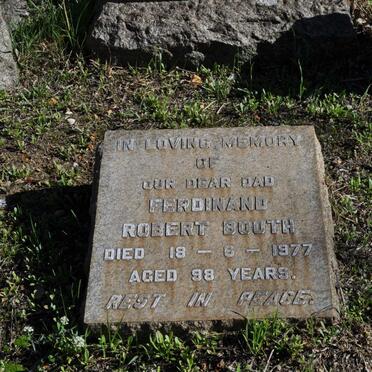 IN LOVING MEMORY
OF
OUR DEAR DAD
FERDINAND
ROBERT BOOTH
DIED 18 - 6 - 1977
AGED 98 YEARS.
REST IN PEACE.